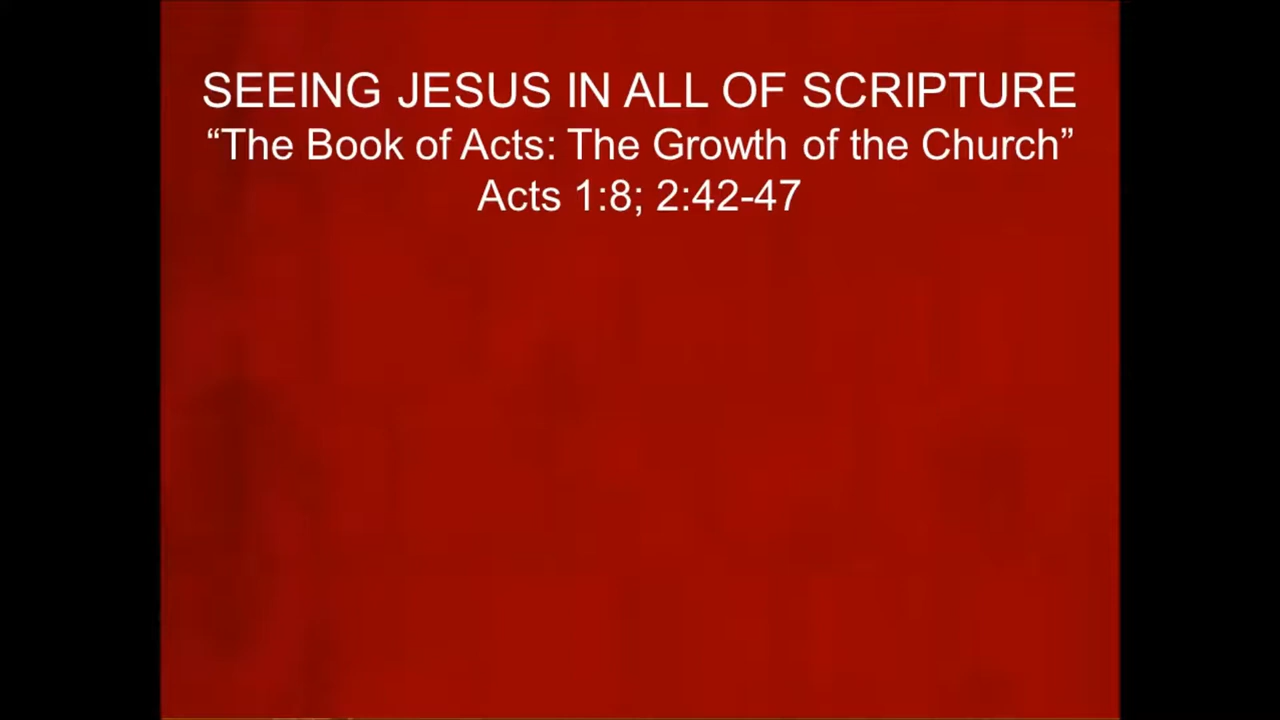 SEEING JESUS IN ALL OF SCRIPTURE
“The Book of Acts: The Growth of the Church”
Acts 1:8; 2:42-47